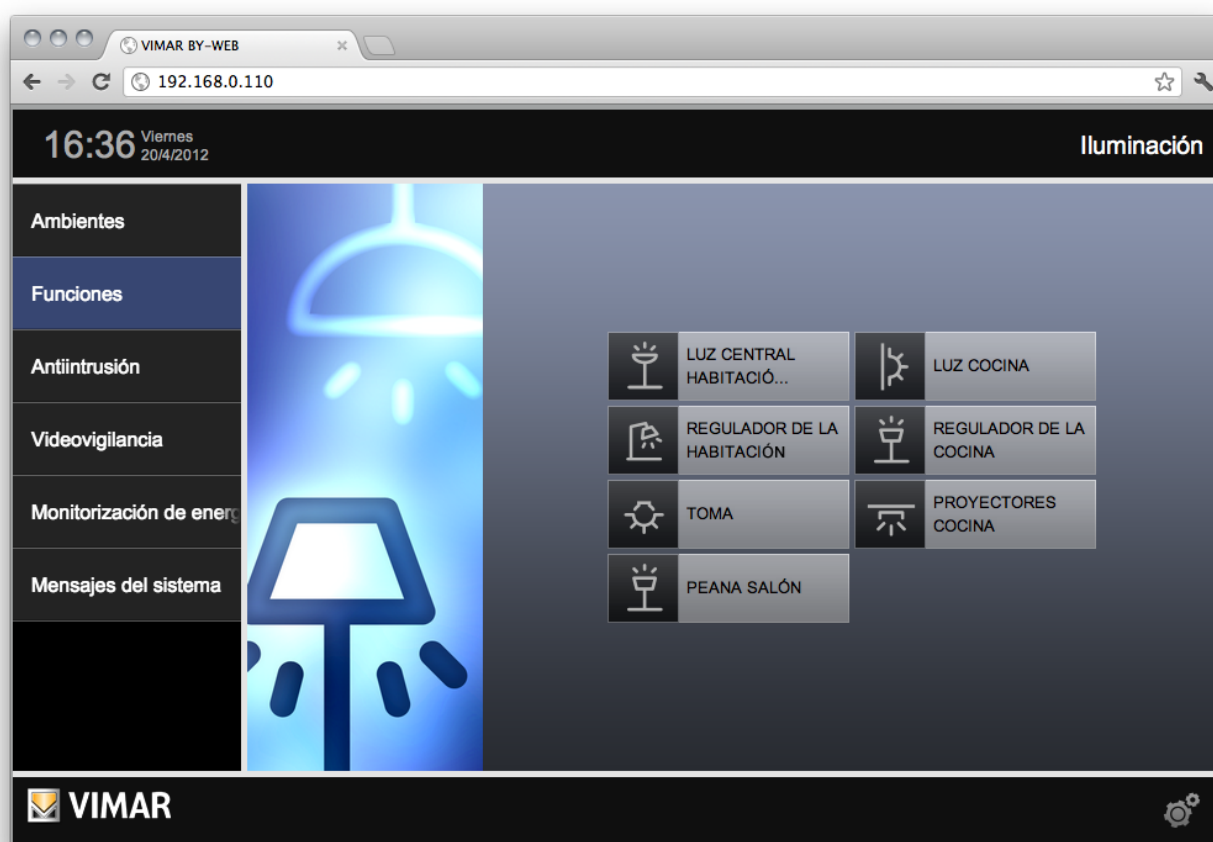 VIMAR BY-WEB
192.168.0.110
16:36
Viernes
20/4/2012
Iluminación
Ambientes
Funciones
Antiintrusión
Videovigilancia
Monitorización de energ
Mensajes del sistema
LUZ CENTRAL
HABITACIÓ...
LUZ COCINA
REGULADOR DE LA
HABITACIÓN
REGULADOR DE LA
COCINA
TOMA
PROYECTORES
COCINA
PEANA SALÓN
VIMAR